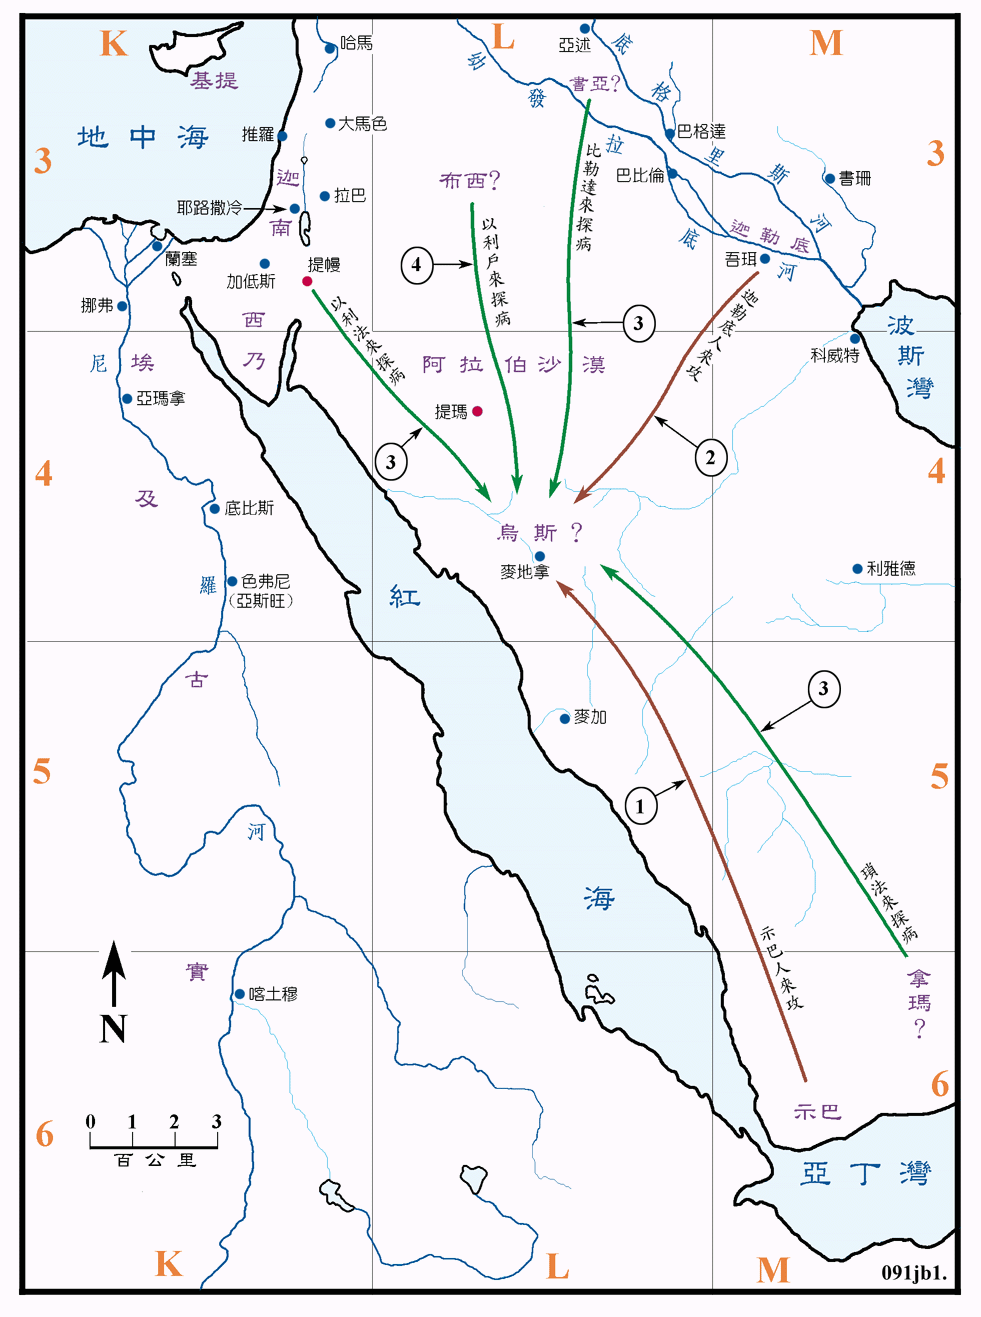 K
L
M
哈馬
亞述
底
幼
基提
發
書亞?
格
地中海
推羅
大馬色
拉
巴格達
里
3
3
迦
布西?
巴比倫
斯
書珊
拉巴
耶路撒冷
南
底
迦勒底
河
蘭塞
加低斯
提幔
4
吾珥
河
挪弗
西
3
波
尼
埃
乃
阿拉伯沙漠
科威特
斯
灣
亞瑪拿
提瑪
以利法來探病
以利戶來探病
比勒達來探病
迦勒底人來攻
3
2
4
4
及
底比斯
烏斯?
麥地拿
利雅德
羅
色弗尼
(亞斯旺)
紅
古
麥加
3
5
5
1
河
海
瑣法來探病
示巴人來攻
實
喀土穆
拿
瑪
?
N
6
示巴
0 1 2 3
百公里
6
亞丁灣
K
L
M
091jb1.